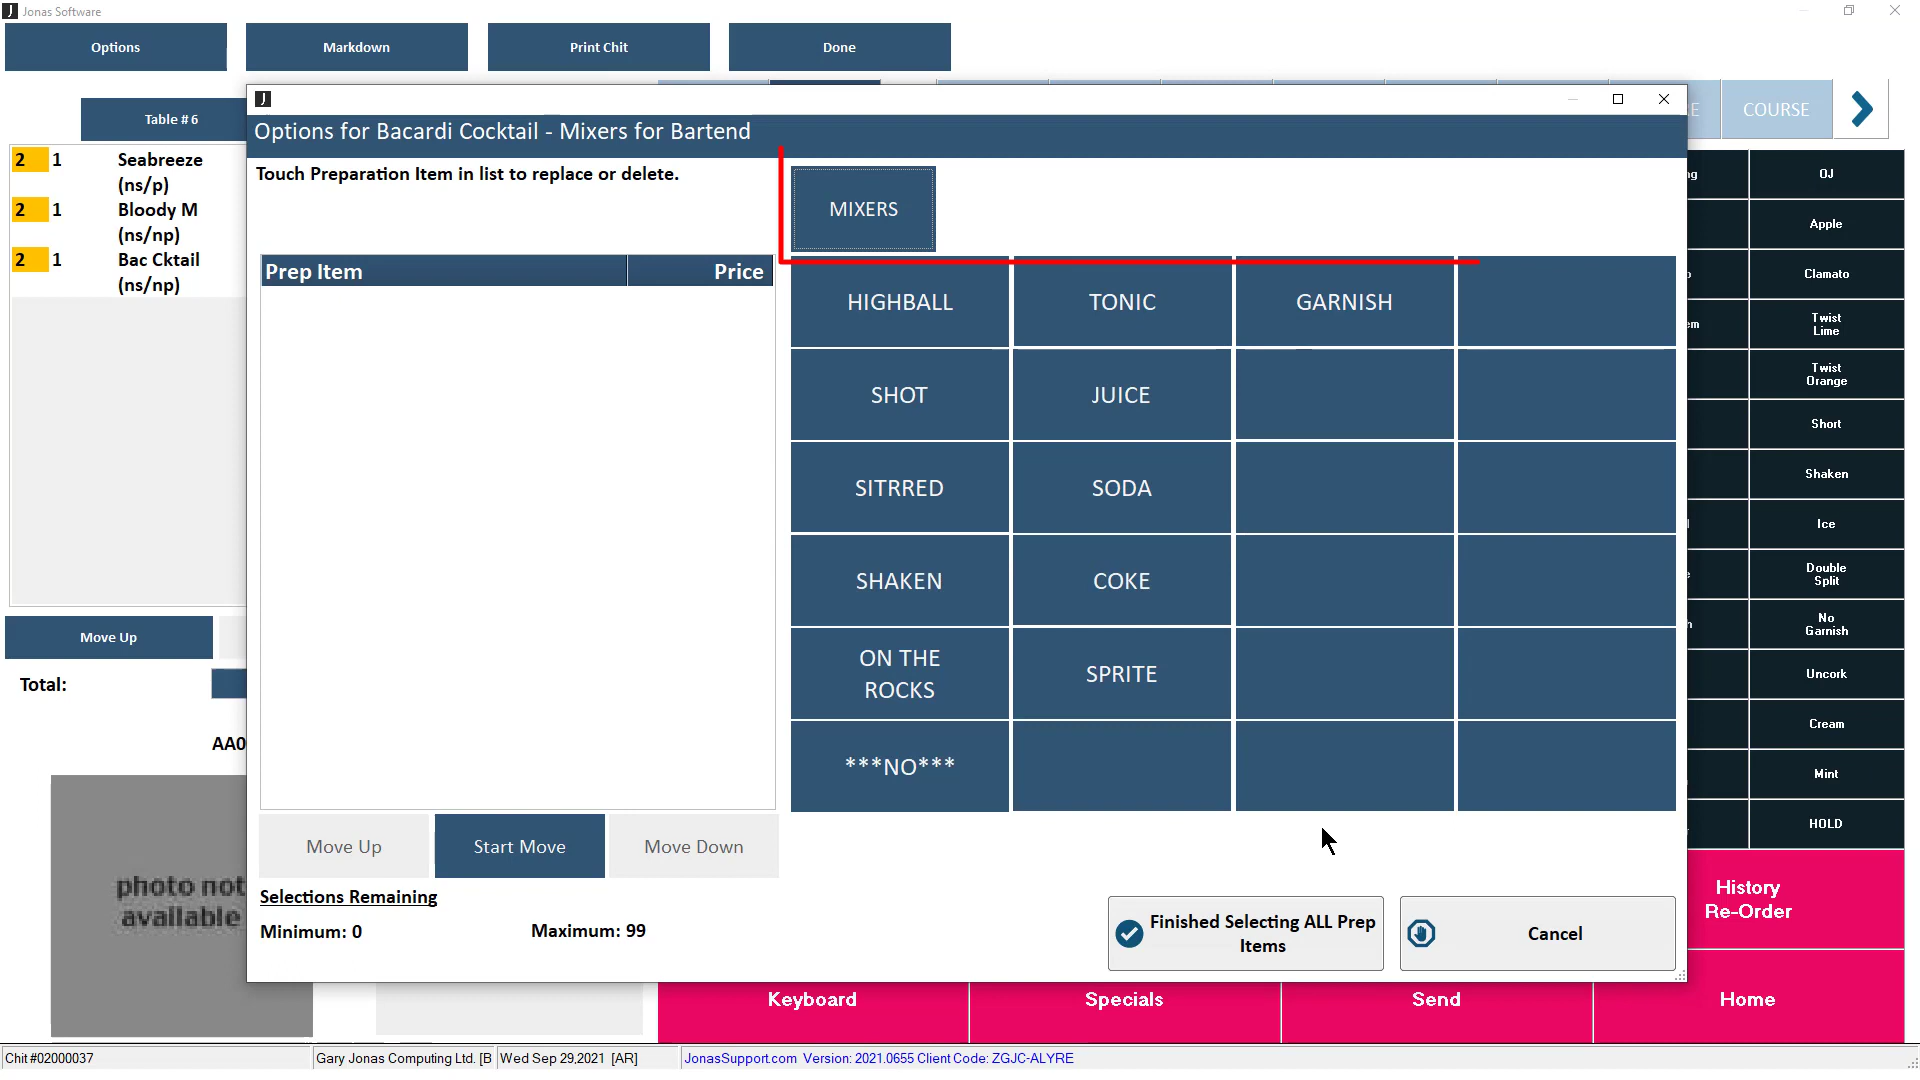 Jonas Software
Options
Markdown
Print Chit
Done
Table # 6
COURSE
Options for Bacardi Cocktail - Mixers for Bartend
Touch Preparation Item in list to replace or delete.
MIXERS
2 1 Seabreeze
(ns/p)
2 1 Bloody M
(ns/np)
2 1 Bac Cktail
(ns/np)
Prep Item Price
HIGHBALL
TONIC
GARNISH
SHOT
JUICE
SITRRED
SODA
SHAKEN
COKE
ON THE
ROCKS
SPRITE
***NO***
OJ
Apple
Clamato
Twist
Lime
Twist
Orange
Short
Shaken
Ice
Double
Split
No
Garnish
Uncork
Cream
Mint
HOLD
Move Up
Total:
Move Up
Start Move
Move Down
Selections Remaining
Minimum: 0
Maximum: 99
Finished Selecting ALL Prep
Items
Cancel
photo not
available
History
Re-Order
Keyboard
Specials
Send
Home
Chit #02000037
Gary Jonas Computing Ltd. [B
Wed Sep 29,2021 [AR]
JonasSupport.com Version: 2021.0655 Client Code: ZGJC-ALYRE